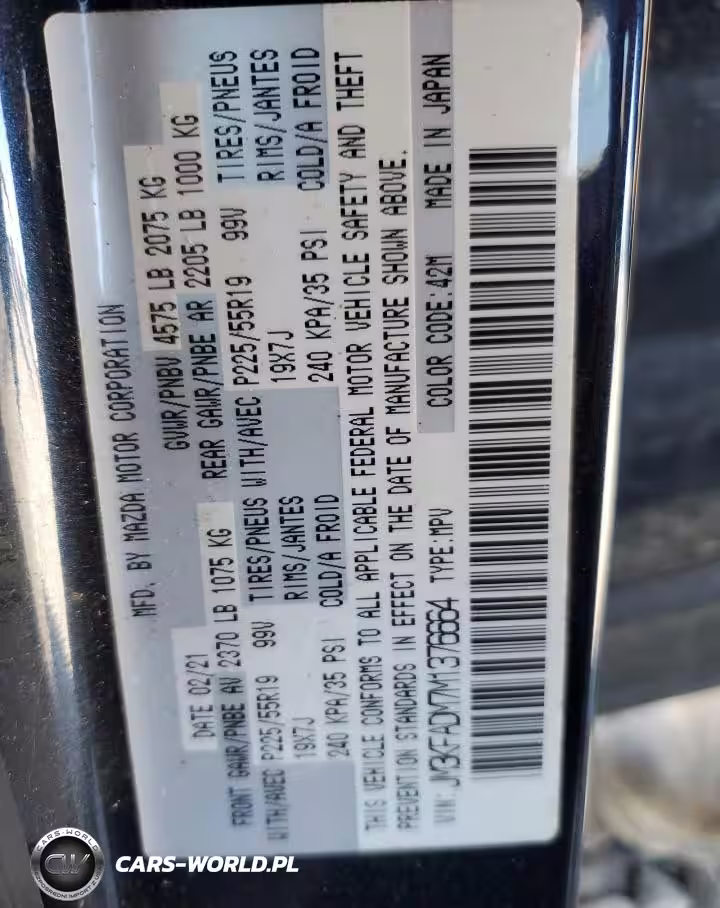 MFD. BY MAZDA MOTOR CORPORATION
DATE 02/21 GVWR/PNBV 4575 LB 2075 KG
FRONT GAWR/PNBE AV 2370 LB 1075 KG REAR GAWR/PNBE AR 2205 LB 1000 KG
WITH/AVEC P225/55R19 99V TIRES/PNEUS WITH/AVEC P225/55R19 99V TIRES/PNEUS
19X7J RIMS/JANTES 19X7J RIMS/JANTES
240 KPA/35 PSI COLD/A FROID 240 KPA/35 PSI COLD/A FROID
THIS VEHICLE CONFORMS TO ALL APPLICABLE FEDERAL MOTOR VEHICLE SAFETY AND THEFT
PREVENTION STANDARDS IN EFFECT ON THE DATE OF MANUFACTURE SHOWN ABOVE.
VIN:JM3KFADM7M1376664 TYPE:MPV COLOR CODE:42M MADE IN JAPAN
CARS-WORLD
CW
CARS-WORLD.PL